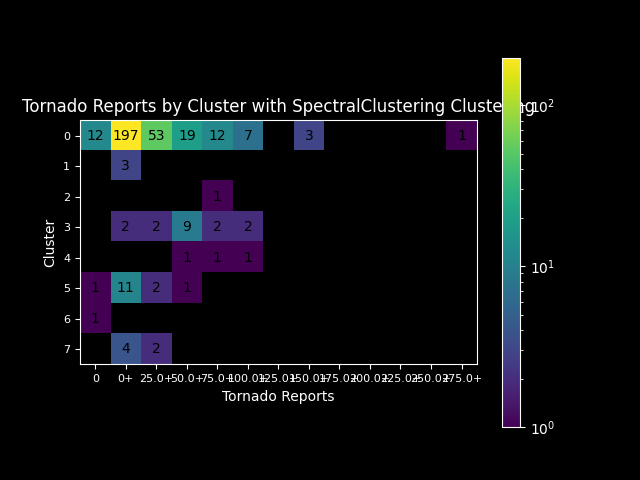 Tornado Reports by Cluster with SpectralClustering Clustering
0 12 197 53 19 12 7 3 1
1 3
2 1
3 2 2 9 2 2
4 1 1 1
5 1 11 2 1
6 1
7 4 2
0 0+ 25.0+ 50.0+ 75.0+ 100.0+ 125.0+ 150.0+ 175.0+ 200.0+ 225.0+ 250.0+ 275.0+
Tornado Reports
Cluster
10²
10¹
10⁰